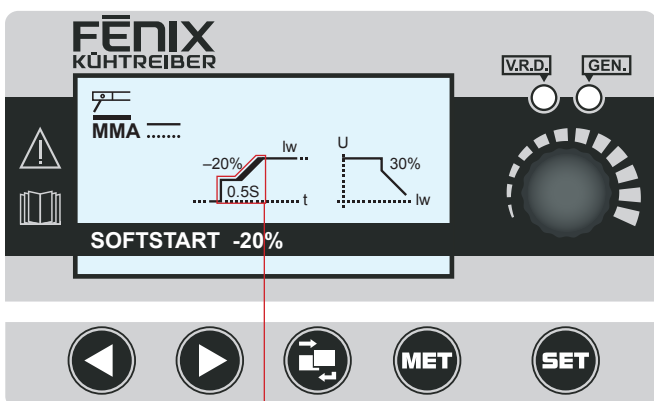 FĒNIX
KÜHTREIBER
V.R.D. GEN.
MMA
–20% Iw
0.5S
t
U
30%
Iw
SOFTSTART -20%
MET
SET